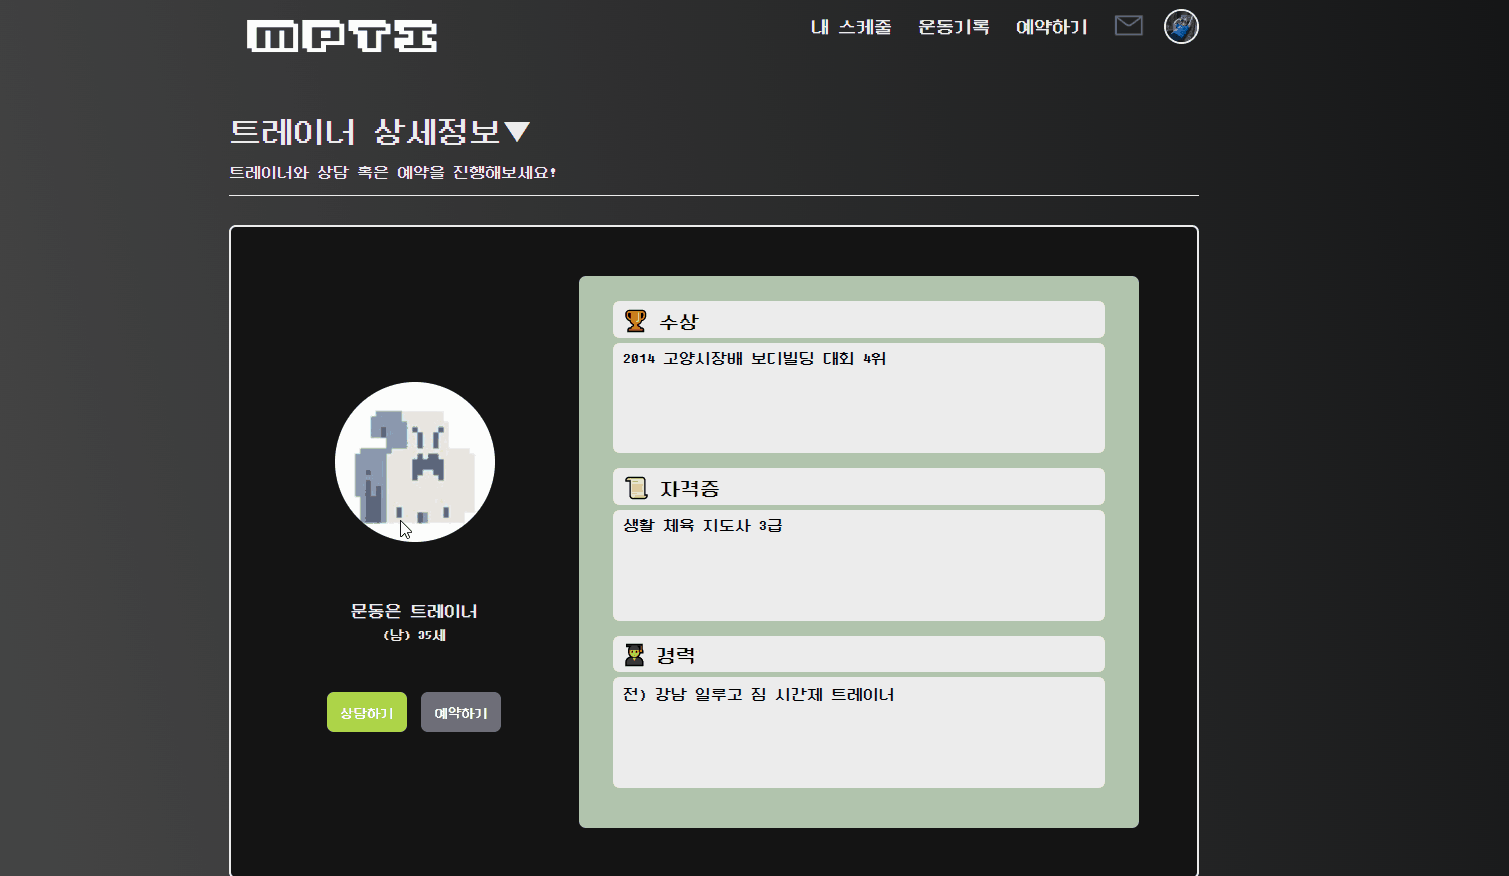 MPTI
내 스케줄 운동기록 예약하기
트레이너 상세정보▼
트레이너와 상담 혹은 예약을 진행해보세요!
수상
2014 고양시장배 보디빌딩 대회 4위
자격증
생활 체육 지도사 3급
문동은 트레이너
(남) 35세
상담하기 예약하기
경력
전) 강남 일루고 짐 시간제 트레이너